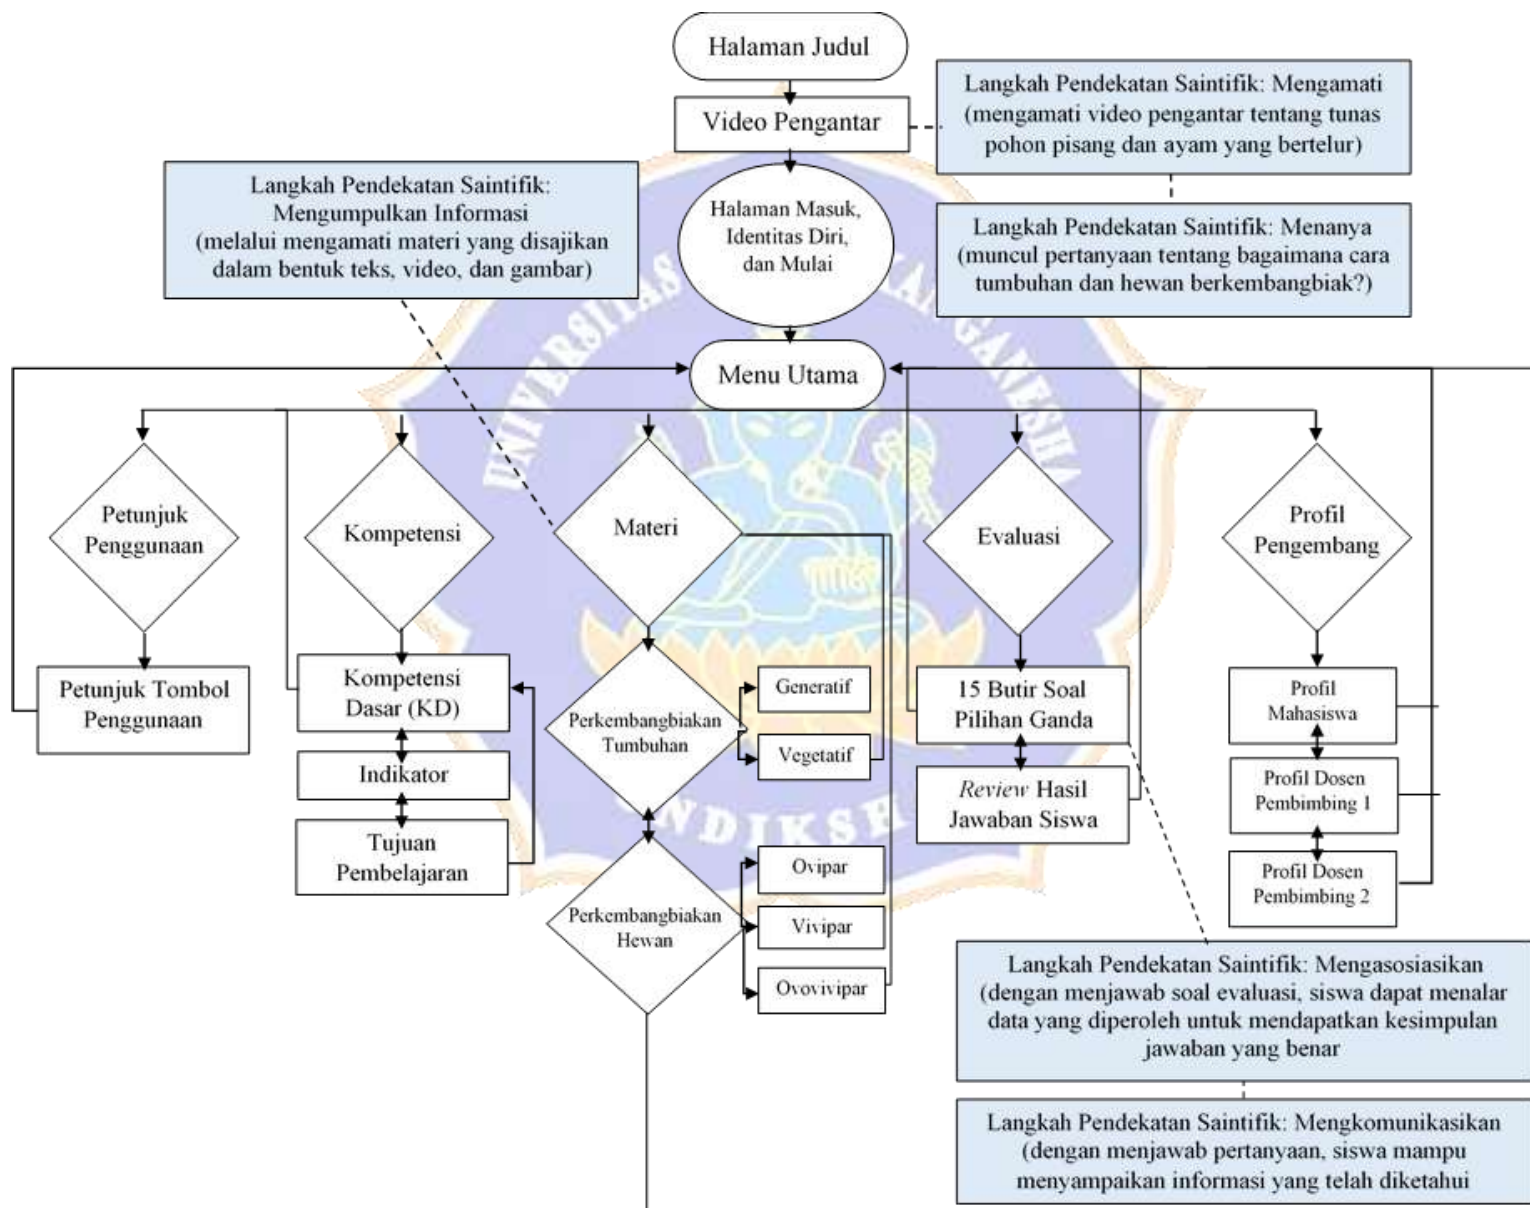 Halaman Judul
Video Pengantar
Langkah Pendekatan Saintifik: Mengamati
(mengamati video pengantar tentang tunas
pohon pisang dan ayam yang bertelur)
Langkah Pendekatan Saintifik:
Mengumpulkan Informasi
(melalui mengamati materi yang disajikan
dalam bentuk teks, video, dan gambar)
Halaman Masuk,
Identitas Diri,
dan Mulai
Langkah Pendekatan Saintifik: Menanya
(muncul pertanyaan tentang bagaimana cara
tumbuhan dan hewan berkembangbiak?)
Menu Utama
Petunjuk
Penggunaan
Kompetensi
Materi
Evaluasi
Profil
Pengembang
Petunjuk Tombol
Penggunaan
Kompetensi
Dasar (KD)
Indikator
Tujuan
Pembelajaran
Perkembangbiakan
Tumbuhan
Generatif
Vegetatif
Perkembangbiakan
Hewan
Ovipar
Vivipar
Ovovivipar
15 Butir Soal
Pilihan Ganda
Review Hasil
Jawaban Siswa
Profil
Mahasiswa
Profil Dosen
Pembimbing 1
Profil Dosen
Pembimbing 2
Langkah Pendekatan Saintifik: Mengasosiasikan
(dengan menjawab soal evaluasi, siswa dapat menalar
data yang diperoleh untuk mendapatkan kesimpulan
jawaban yang benar
Langkah Pendekatan Saintifik: Mengkomunikasikan
(dengan menjawab pertanyaan, siswa mampu
menyampaikan informasi yang telah diketahui
UNIVERSITAS
GANESHA
NDIKSH